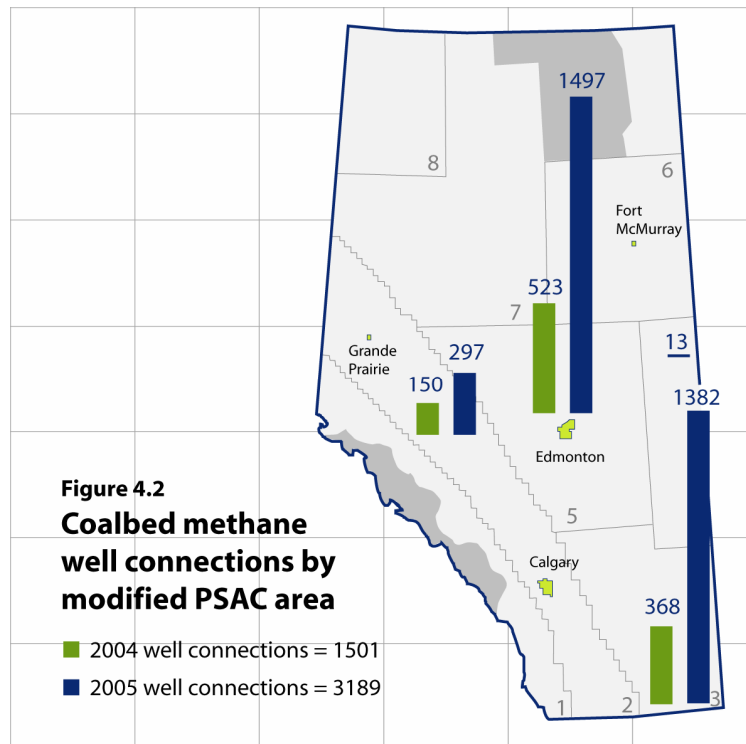 1497
8
6
Fort
McMurray
523
7
13
Grande
Prairie
297
150
1382
Edmonton
Figure 4.2
Coalbed methane
well connections by
modified PSAC area
5
Calgary
368
2004 well connections = 1501
2005 well connections = 3189
1
2
3